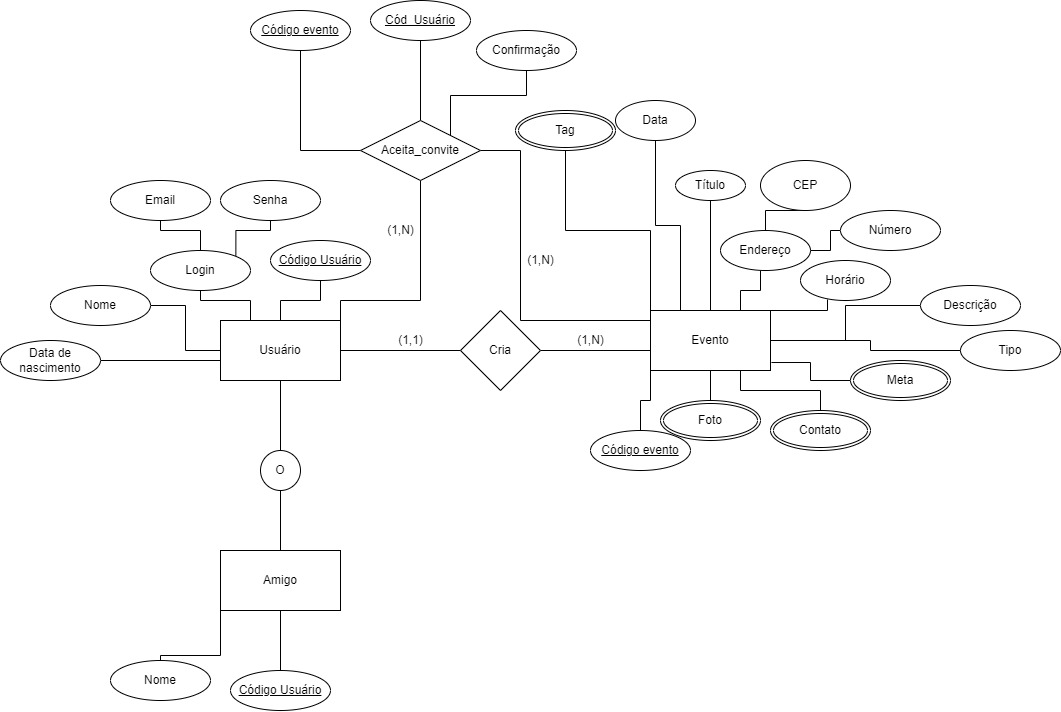 Código evento
Cód_Usuário
Confirmação
Aceita_convite
Tag
Data
Título
CEP
Email
Senha
(1,N)
Endereço
Número
Login
Código Usuário
(1,N)
Horário
Nome
Descrição
Usuário
(1,1)
Cria
(1,N)
Evento
Tipo
Data de
nascimento
Meta
Foto
Contato
Código evento
O
Amigo
Nome
Código Usuário